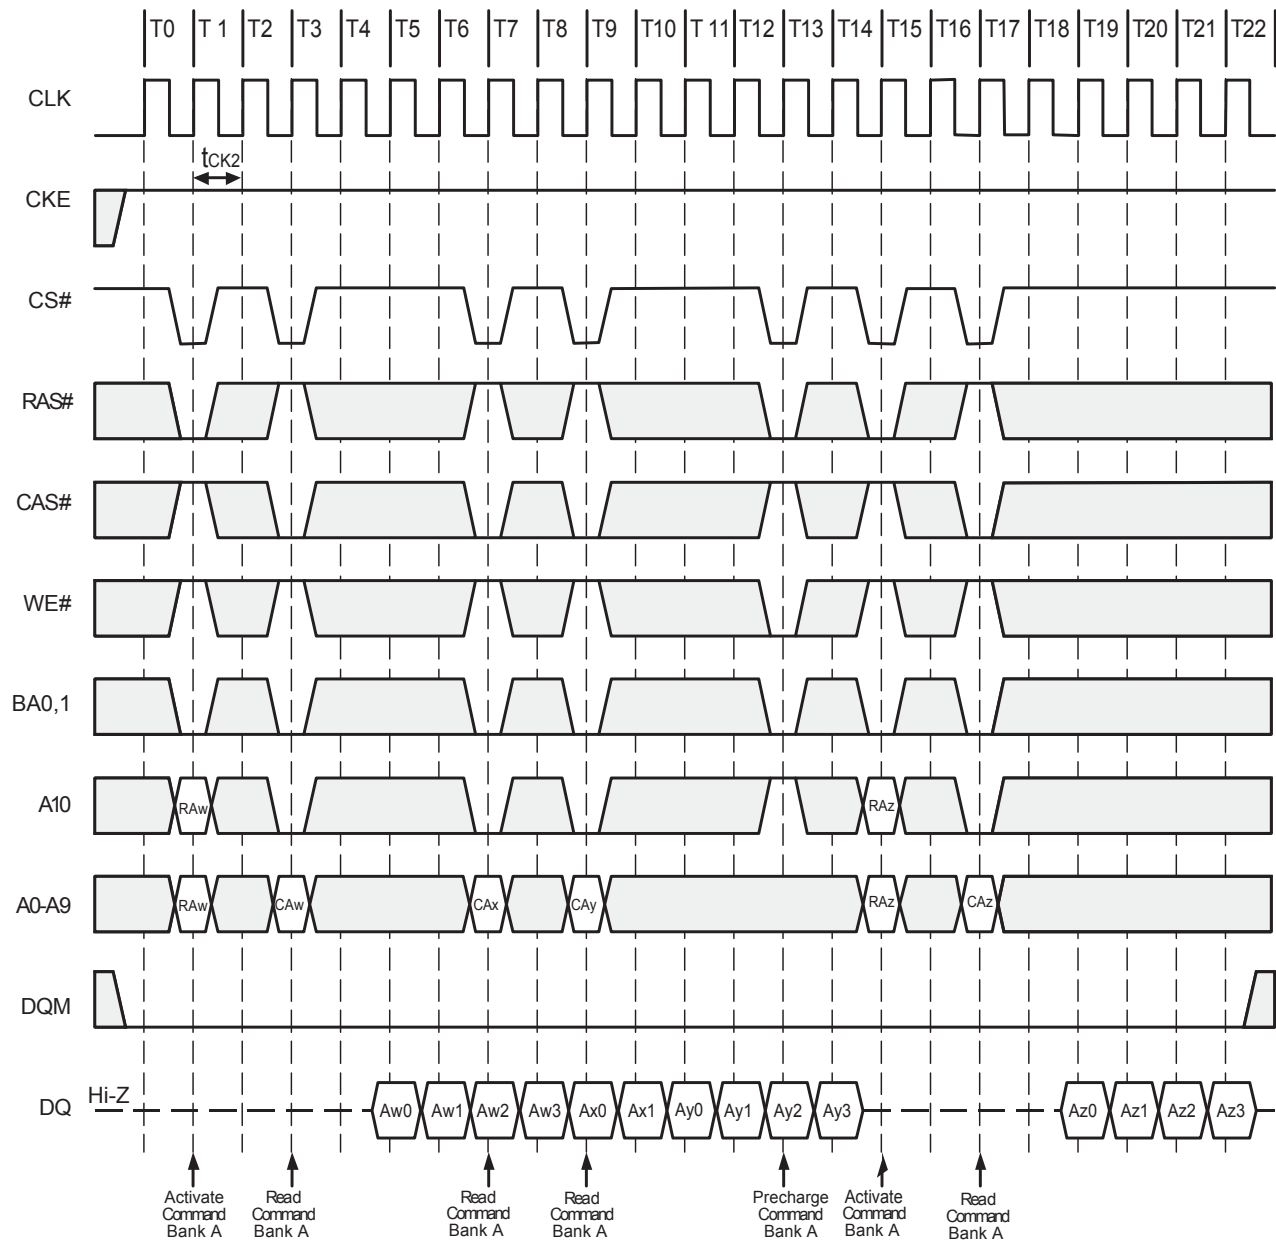 T0 T 1 T2 T3 T4 T5 T6 T7 T8 T9 T10 T 11 T12 T13 T14 T15 T16 T17 T18 T19 T20 T21 T22
CLK
tCK2
CKE
CS#
RAS#
CAS#
WE#
BA0,1
A10 RAw RAz
A0-A9 RAw CAw CAx CAy RAz CAz
DQM
DQ Hi-Z Aw0 Aw1 Aw2 Aw3 Ax0 Ax1 Ay0 Ay1 Ay2 Ay3 Az0 Az1 Az2 Az3
Activate
Command
Bank A
Read
Command
Bank A
Read
Command
Bank A
Read
Command
Bank A
Precharge
Command
Bank A
Activate
Command
Bank A
Read
Command
Bank A